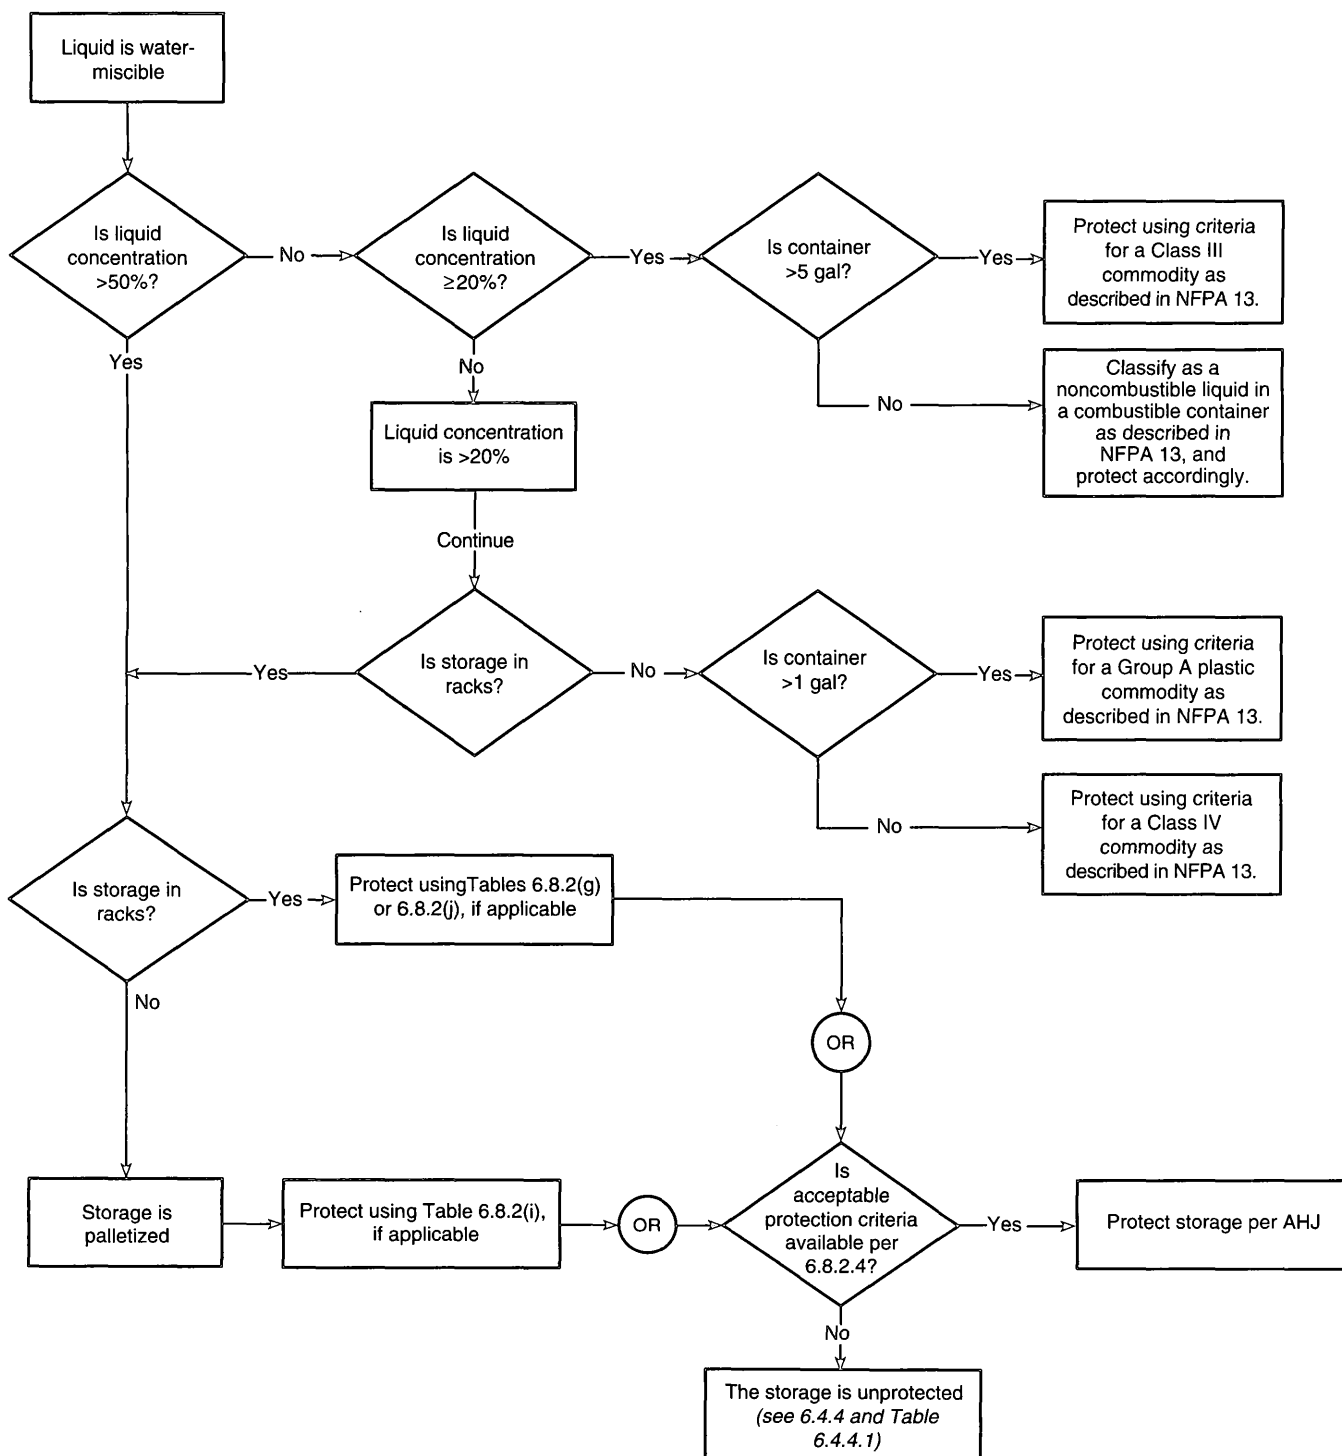 Liquid is water-
miscible
Is liquid
concentration
>50%?
No
Is liquid
concentration
≥20%?
Yes
Is container
>5 gal?
Yes
Protect using criteria
for a Class III
commodity as
described in NFPA 13.
Yes
No
No
Classify as a
noncombustible liquid in
a combustible container
as described in
NFPA 13, and
protect accordingly.
Liquid concentration
is >20%
Continue
Yes
Is storage in
racks?
No
Is container
>1 gal?
Yes
Protect using criteria
for a Group A plastic
commodity as
described in NFPA 13.
No
Protect using criteria
for a Class IV
commodity as
described in NFPA 13.
Is storage in
racks?
Yes
Protect usingTables 6.8.2(g)
or 6.8.2(j), if applicable
No
OR
Storage is
palletized
Protect using Table 6.8.2(i),
if applicable
OR
Is
acceptable
protection criteria
available per
6.8.2.4?
Yes
Protect storage per AHJ
No
The storage is unprotected
(see 6.4.4 and Table
6.4.4.1)